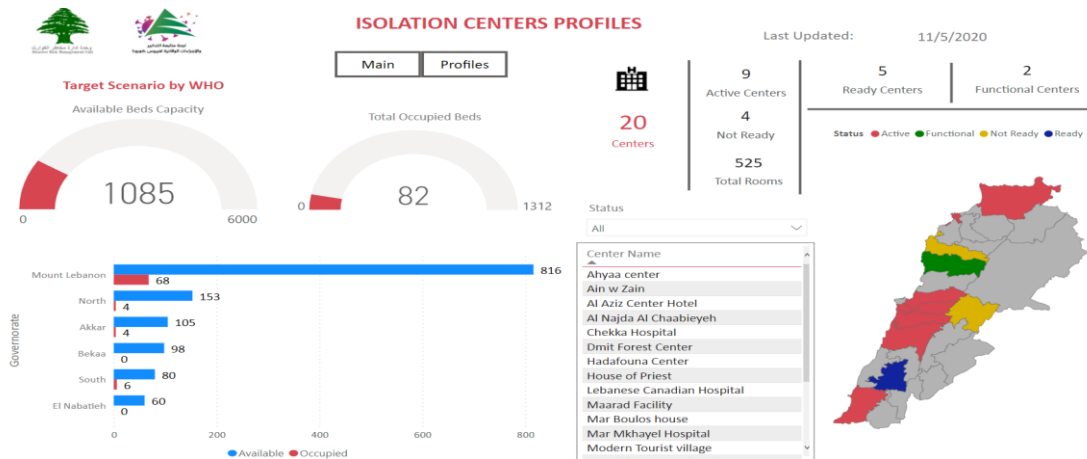 ISOLATION CENTERS PROFILES
Last Updated: 11/5/2020
Main
Profiles
Target Scenario by WHO
Available Beds Capacity
1085
0
6000
Total Occupied Beds
82
0
1312
20
Centers
9
Active Centers
4
Not Ready
525
Total Rooms
5
Ready Centers
2
Functional Centers
Status Active Functional Not Ready Ready
Status
All
Center Name
Ahyaa center
Ain w Zain
Al Aziz Center Hotel
Al Najda Al Chaabieyeh
Chekka Hospital
Dmit Forest Center
Hadafouna Center
House of Priest
Lebanese Canadian Hospital
Maarad Facility
Mar Boulos house
Mar Mkhayel Hospital
Modern Tourist village
Governorate
Mount Lebanon 816
68
North 153
4
Akkar 105
4
Bekaa 98
0
South 80
6
El Nabatieh 60
0
0 200 400 600 800
Available Occupied